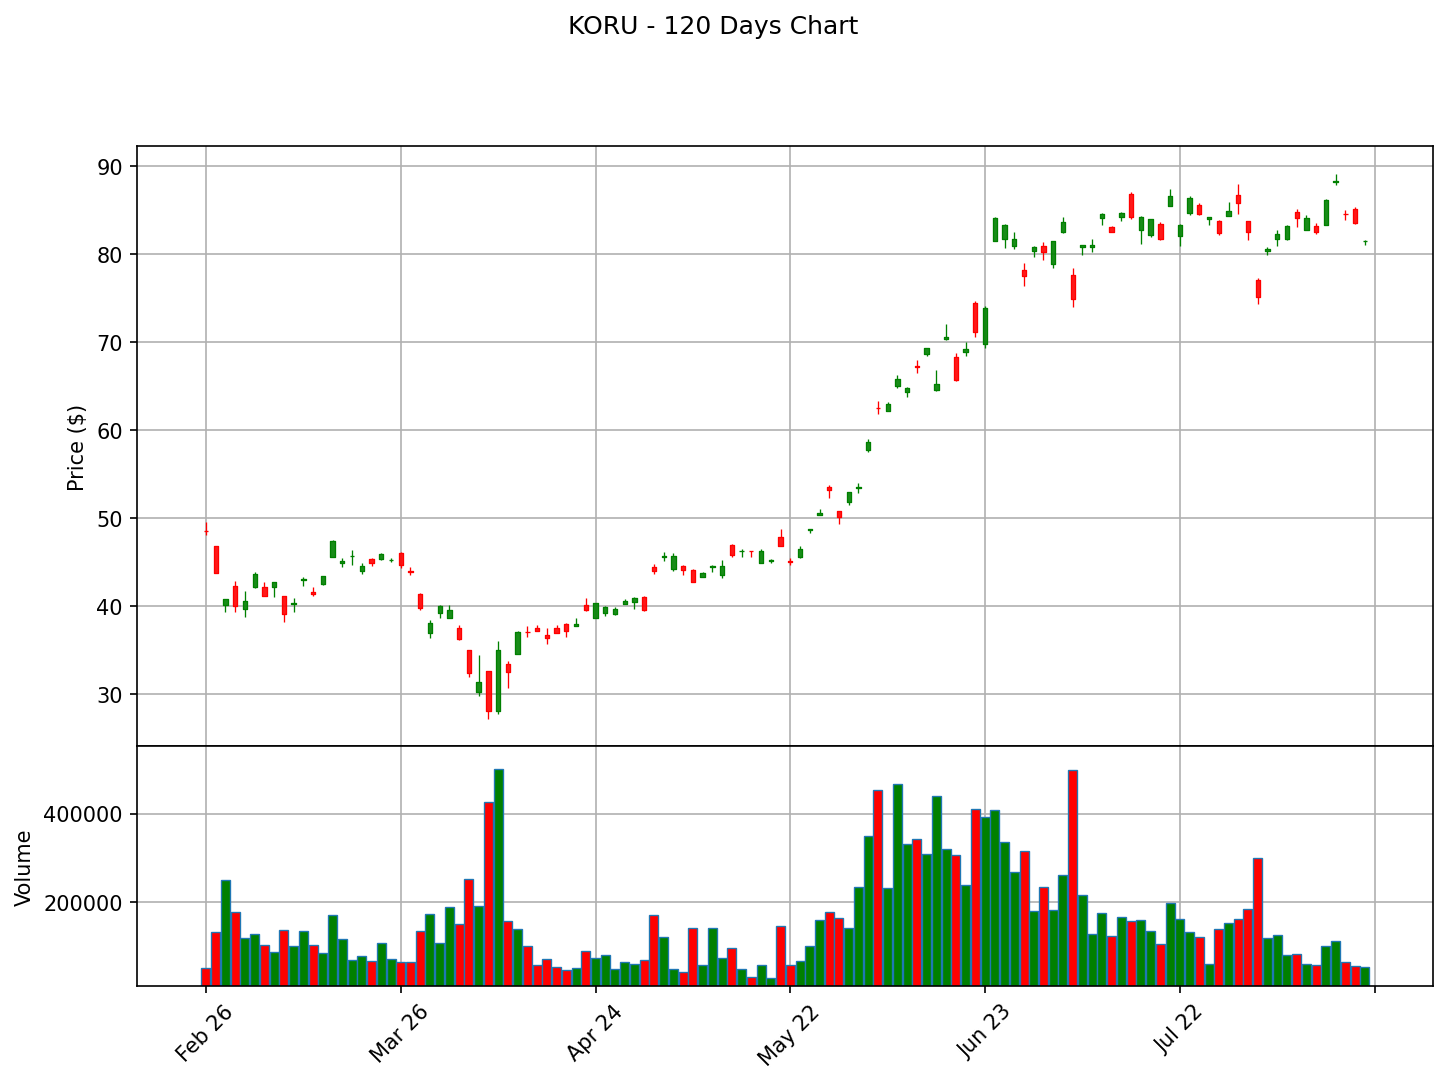 KORU - 120 Days Chart
90
80
70
60
50
40
30
Price ($)
400000
200000
Volume
Feb 26
Mar 26
Apr 24
May 22
Jun 23
Jul 22